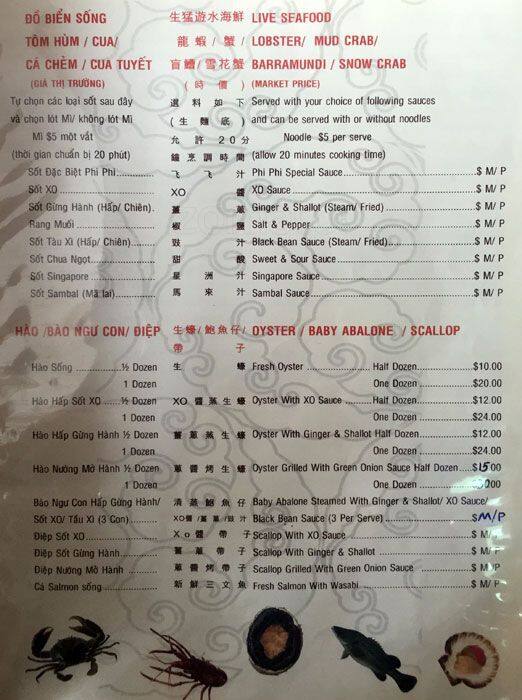 ĐỒ BIỂN SỐNG 生猛遊水海鮮 LIVE SEAFOOD
TÔM HÙM / CUA/ 龍蝦/蟹/ LOBSTER/ MUD CRAB/
CÁ CHẺM / CUA TUYẾT 盲鰽/雪花蟹 BARRAMUNDI / SNOW CRAB
(GIÁ THỊ TRƯỜNG) (時價) (MARKET PRICE)
Tự chọn các loại sốt sau đây 選料如下 Served with your choice of following sauces
và chọn lót Mì/ không lót Mì (生麵底) and can be served with or without noodles
Mì $5 một vắt 允許20分 Noodle $5 per serve
(thời gian chuẩn bị 20 phút) 鐘烹調時間 (allow 20 minutes cooking time)
Sốt Đặc Biệt Phi Phi 飞飞汁 Phi Phi Special Sauce $ M/ P
Sốt XO XO醬 XO Sauce $ M/ P
Sốt Gừng Hành (Hấp/ Chiên) 薑蔥 Ginger & Shallot (Steam/ Fried) $ M/ P
Rang Muối 椒鹽 Salt & Pepper $ M/ P
Sốt Tàu Xì (Hấp/ Chiên) 豉汁 Black Bean Sauce (Steam/ Fried) $ M/ P
Sốt Chua Ngọt 甜酸 Sweet & Sour Sauce $ M/ P
Sốt Singapore 星洲汁 Singapore Sauce $ M/ P
Sốt Sambal (Mã lai) 馬來汁 Sambal Sauce $ M/ P
HÀO /BÀO NGƯ CON/ ĐIỆP 生蠔/鮑魚仔/ OYSTER / BABY ABALONE / SCALLOP
帶子
Hào Sống ½ Dozen 生蠔 Fresh Oyster Half Dozen $10.00
1 Dozen One Dozen $20.00
Hào Hấp Sốt XO ½ Dozen XO醬蒸生蠔 Oyster With XO Sauce Half Dozen $12.00
1 Dozen One Dozen $24.00
Hào Hấp Gừng Hành ½ Dozen 薑蔥蒸生蠔 Oyster With Ginger & Shallot Half Dozen $12.00
1 Dozen One Dozen $24.00
Hào Nướng Mỡ Hành ½ Dozen 蔥醬烤生蠔 Oyster Grilled With Green Onion Sauce Half Dozen $15.00
1 Dozen One Dozen
Bào Ngư Con Hấp Gừng Hành/ 清蒸鮑魚仔 Baby Abalone Steamed With Ginger & Shallot/ XO Sauce/
Sốt XO/ Tàu Xì (3 Con) XO醬/薑蔥/豉汁 Black Bean Sauce (3 Per Serve) $M/P
Điệp Sốt XO Xo醬帶子 Scallop With XO Sauce $ M/ P
Điệp Sốt Gừng Hành 薑蔥帶子 Scallop With Ginger & Shallot $ M/ P
Điệp Nướng Mỡ Hành 蔥醬烤帶子 Scallop Grilled With Green Onion Sauce $ M/ P
Cá Salmon sống 新鮮三文魚 Fresh Salmon With Wasabi $ M/ P